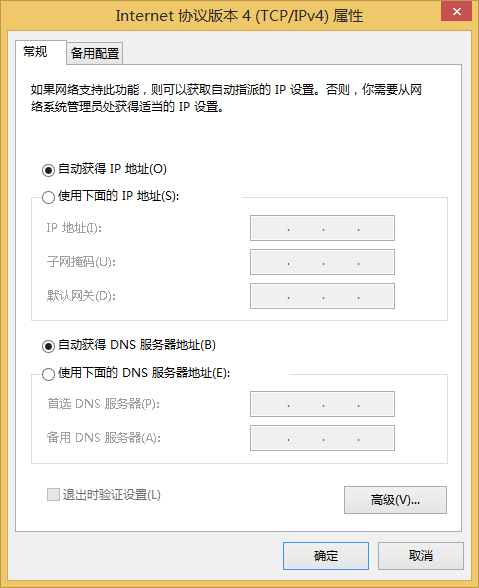 Internet 协议版本 4 (TCP/IPv4) 属性
常规
备用配置
如果网络支持此功能，则可以获取自动指派的 IP 设置。否则，你需要从网
络系统管理员处获得适当的 IP 设置。
自动获得 IP 地址(O)
使用下面的 IP 地址(S):
IP 地址(I):
子网掩码(U):
默认网关(D):
自动获得 DNS 服务器地址(B)
使用下面的 DNS 服务器地址(E):
首选 DNS 服务器(P):
备用 DNS 服务器(A):
退出时验证设置(L)
高级(V)...
确定
取消